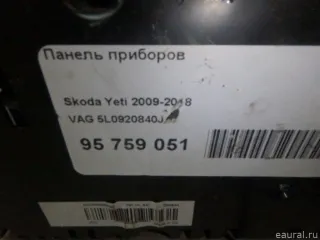 Панель приборов
Skoda Yeti 2009-2018
VAG 5L0920840J
95 759 051
eaural.ru